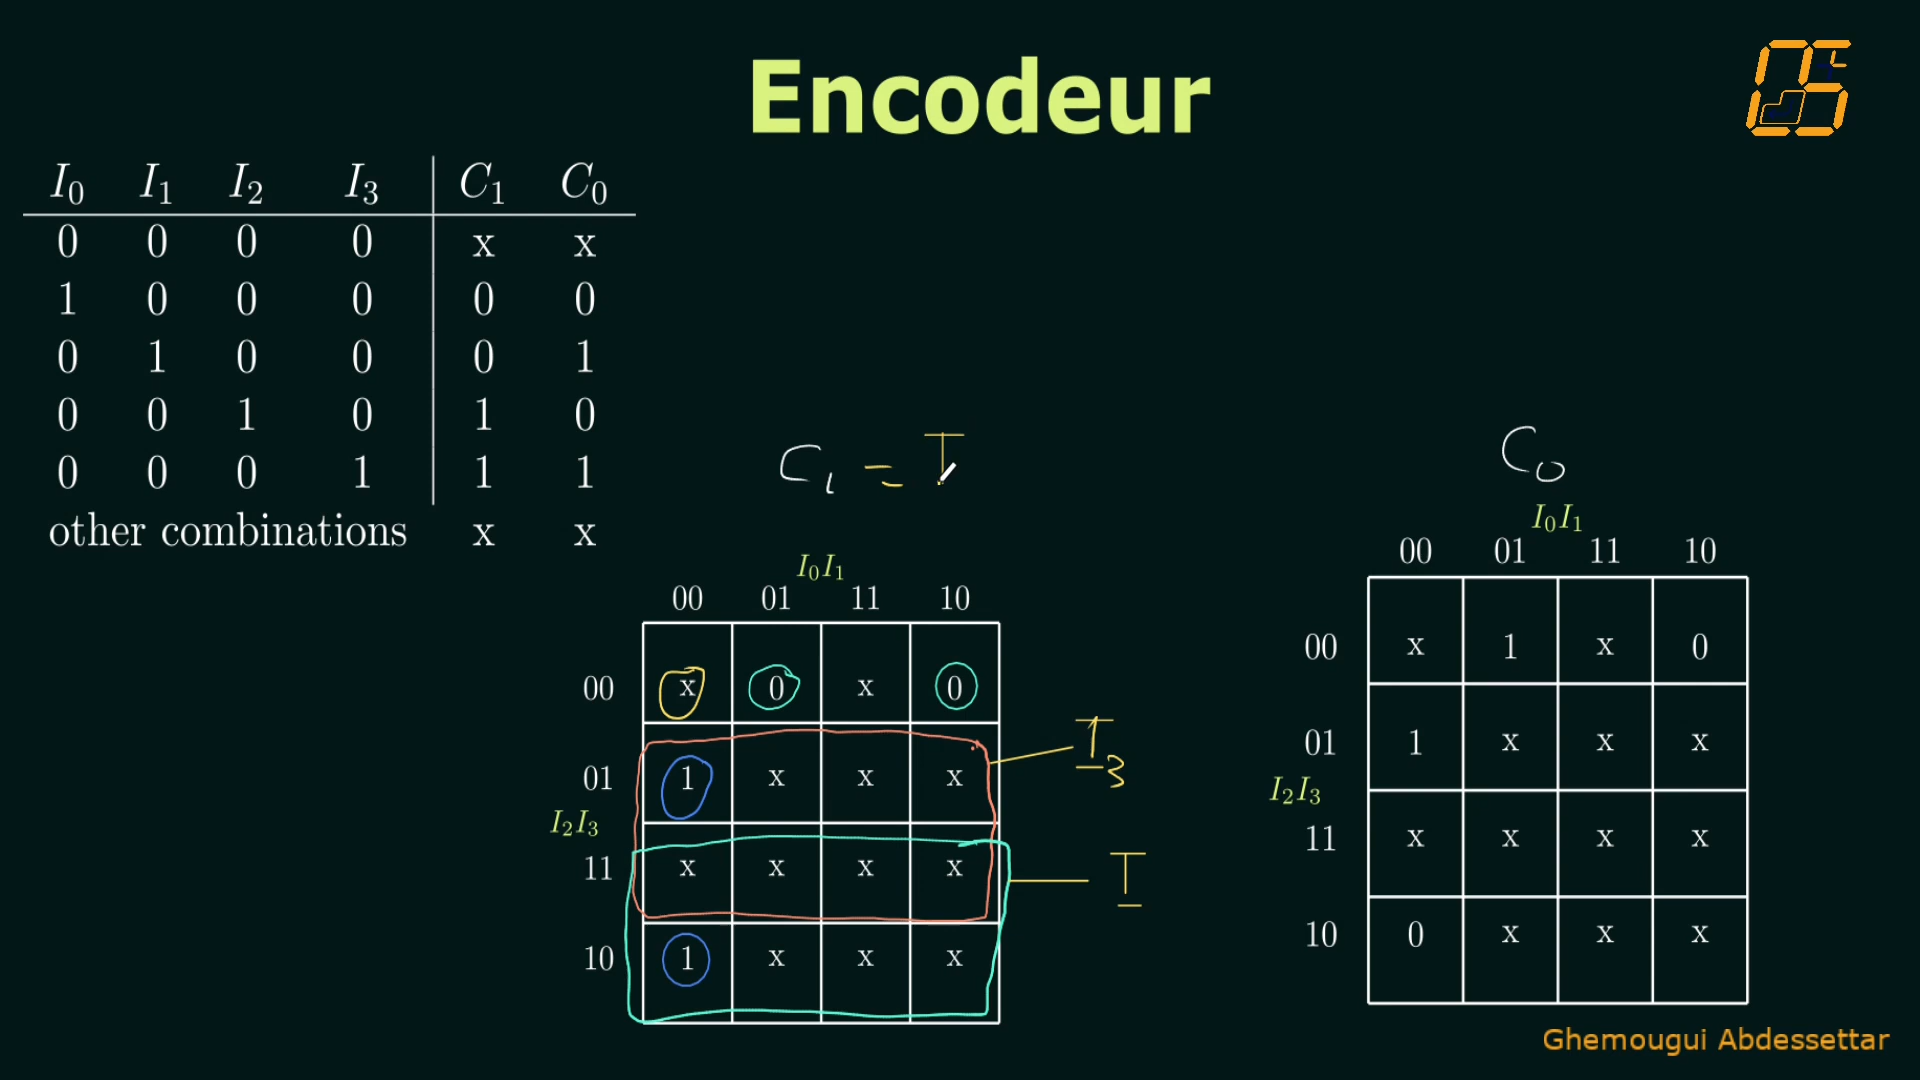 Encodeur
I₀ I₁ I₂ I₃ C₁ C₀
0 0 0 0 x x
1 0 0 0 0 0
0 1 0 0 0 1
0 0 1 0 1 0
0 0 0 1 1 1
other combinations x x
C₁ = I
I₀I₁
00 01 11 10
00 x 0 x 0
01 1 x x x
I₃
I₂I₃
11 x x x x
I
10 1 x x x
C₀
I₀I₁
00 01 11 10
00 x 1 x 0
01 1 x x x
I₂I₃
11 x x x x
10 0 x x x
Ghemougui Abdessettar